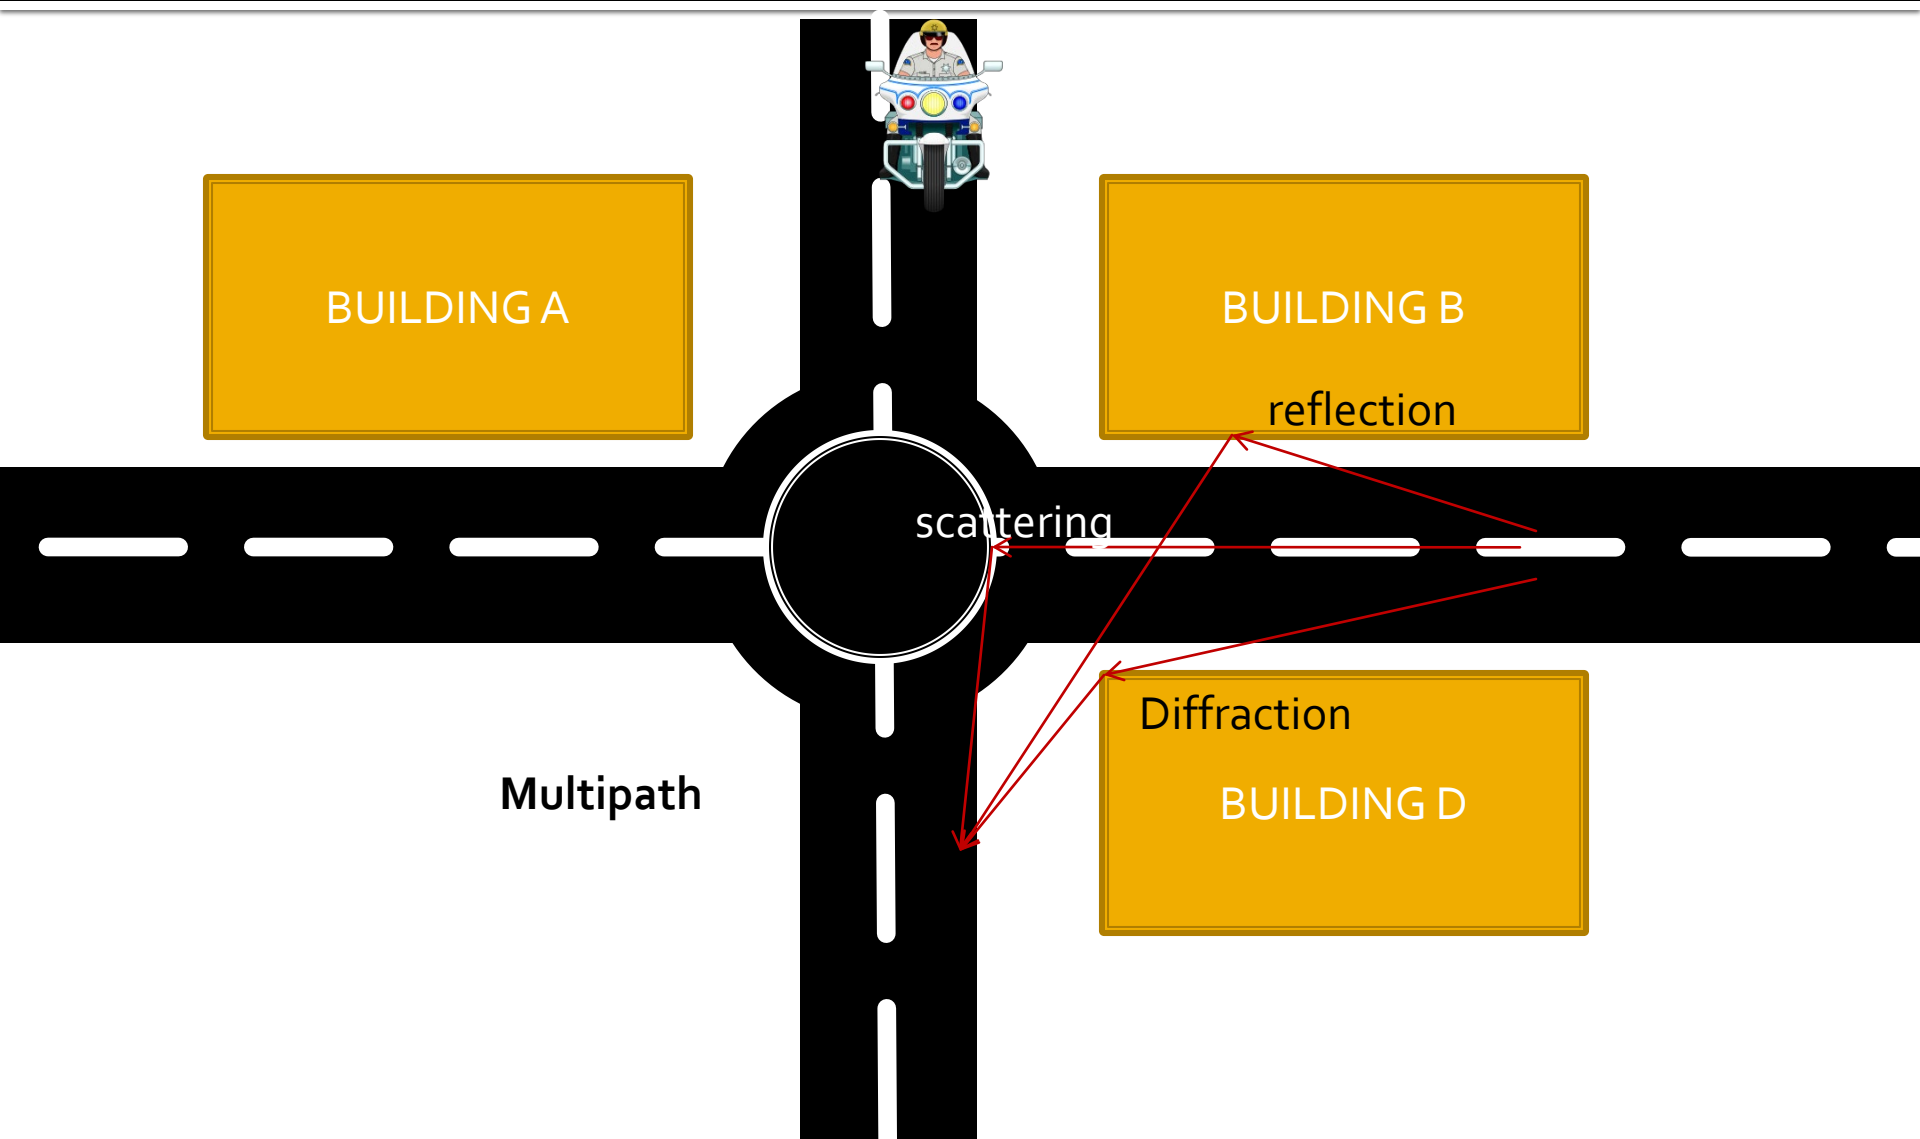 BUILDING A
BUILDING B
reflection
scattering
Diffraction
Multipath
BUILDING D